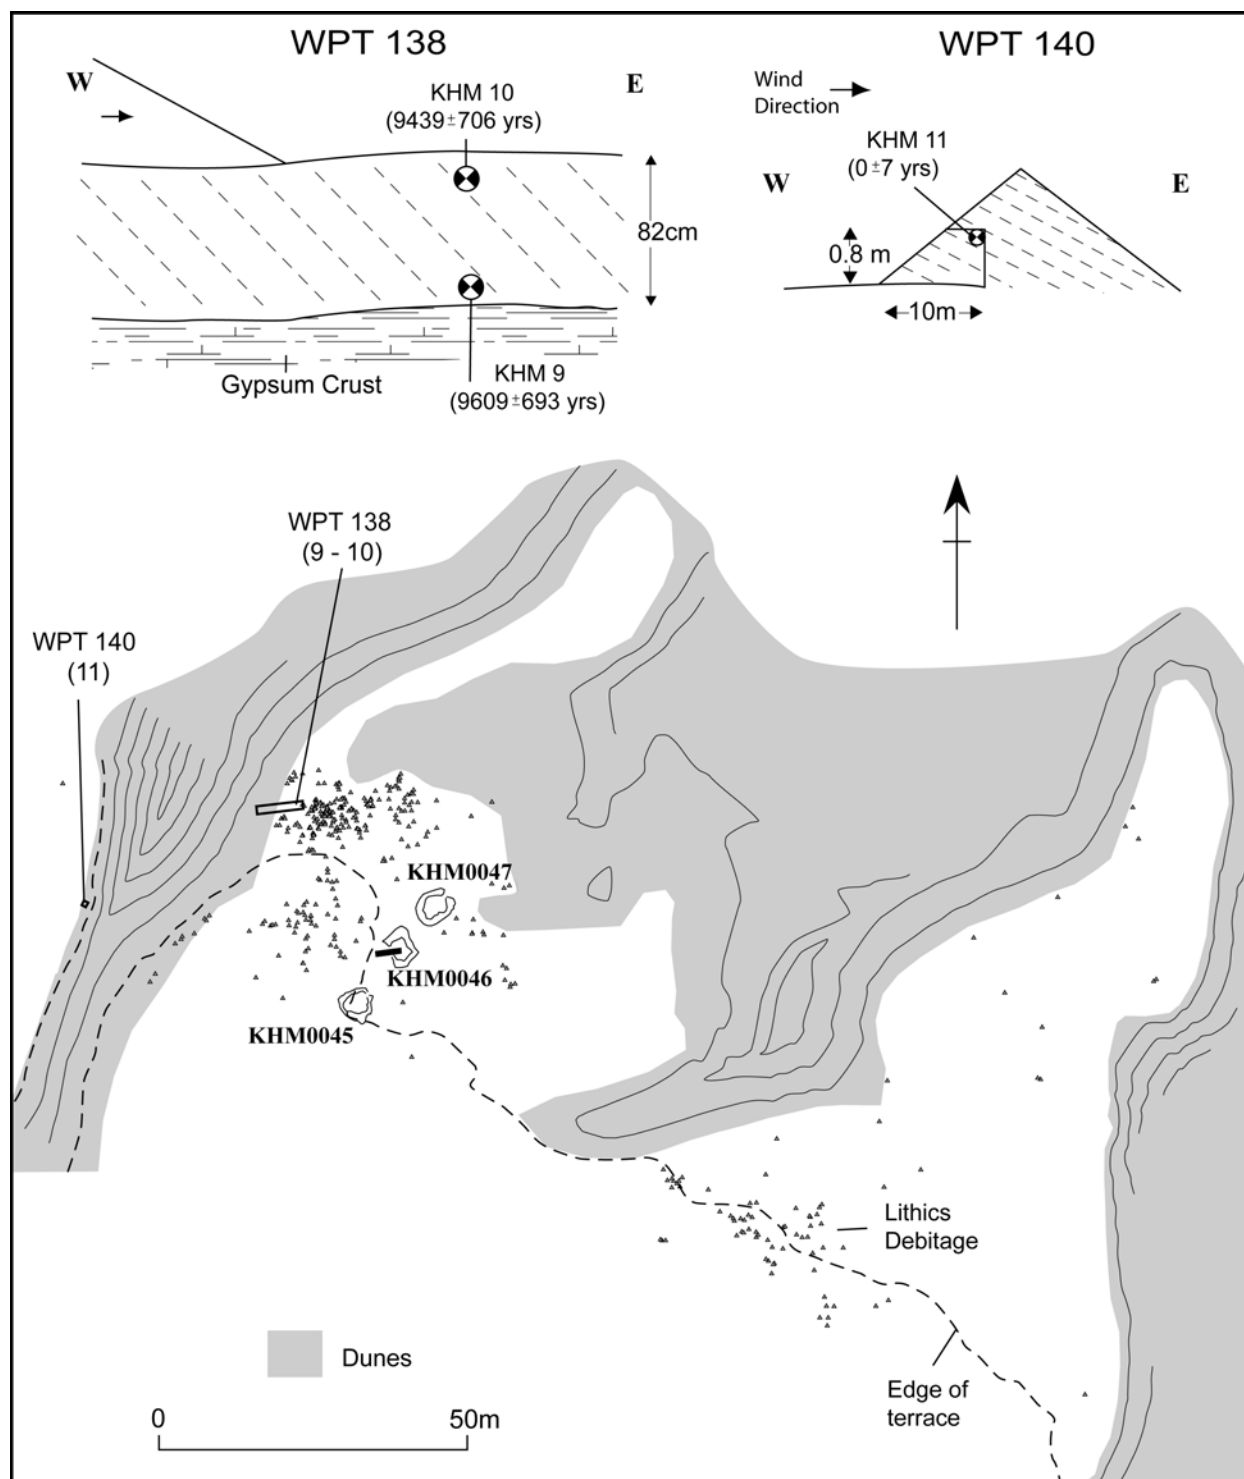 WPT 138
W
E
KHM 10
(9439±706 yrs)
82cm
KHM 9
(9609±693 yrs)
Gypsum Crust
WPT 140
Wind
Direction
KHM 11
(0±7 yrs)
W
E
0.8 m
10m
WPT 138
(9 - 10)
WPT 140
(11)
KHM0047
KHM0046
KHM0045
Lithics
Debitage
Edge of
terrace
Dunes
0
50m